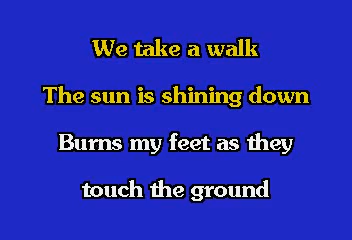 We take a walk
The sun is shining down
Burns my feet as they
touch the ground